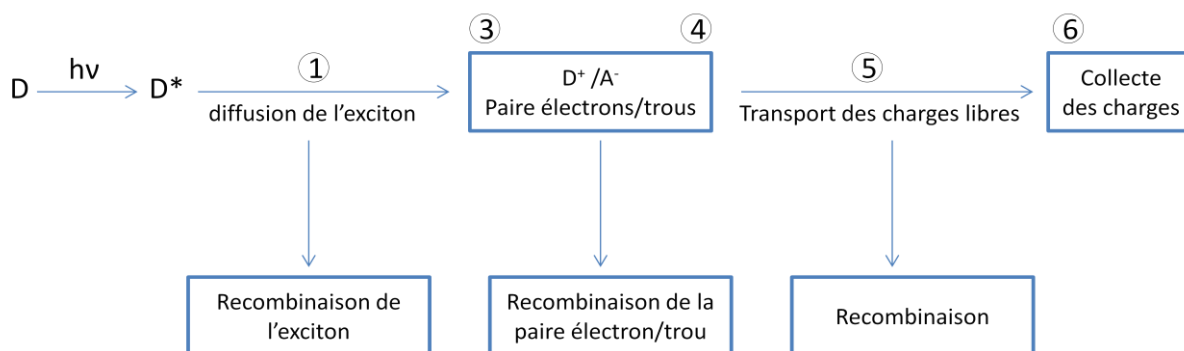 ③ ④ ⑥
D hν D* ① D⁺ /A⁻ ⑤ Collecte
diffusion de l’exciton Paire électrons/trous Transport des charges libres des charges
Recombinaison de
l’exciton
Recombinaison de la
paire électron/trou
Recombinaison